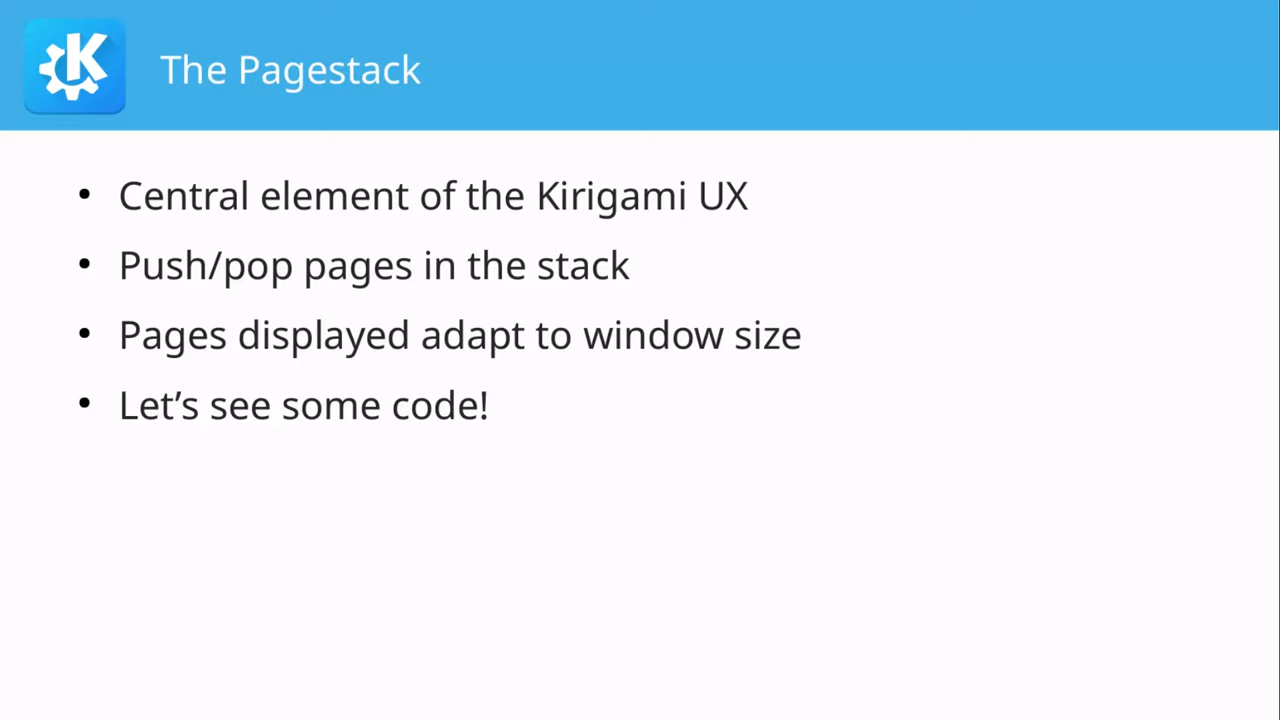 The Pagestack
• Central element of the Kirigami UX
• Push/pop pages in the stack
• Pages displayed adapt to window size
• Let’s see some code!